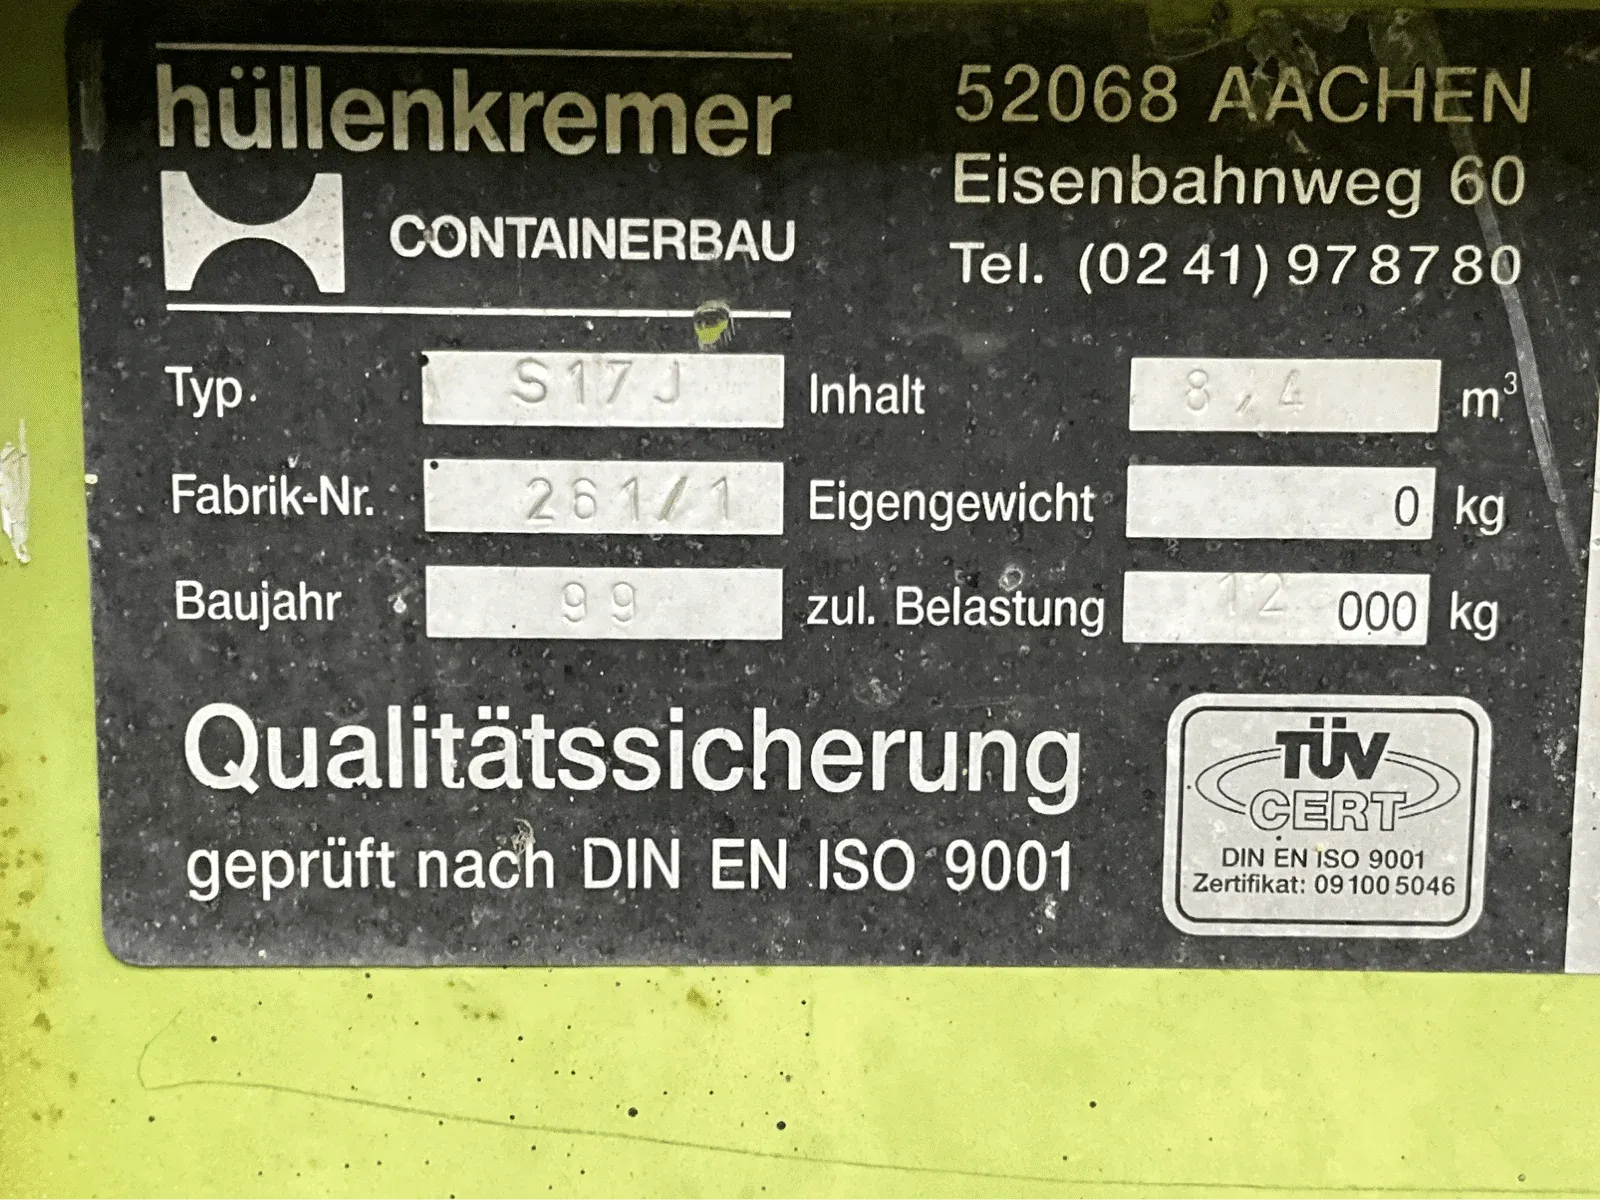 hüllenkremer
CONTAINERBAU
52068 AACHEN
Eisenbahnweg 60
Tel. (02 41) 97 87 80
Typ. S17J Inhalt 8,4 m³
Fabrik-Nr. 261/1 Eigengewicht 0 kg
Baujahr 99 zul. Belastung 12 000 kg
Qualitätssicherung
geprüft nach DIN EN ISO 9001
TÜV
CERT
DIN EN ISO 9001
Zertifikat: 09 100 5046